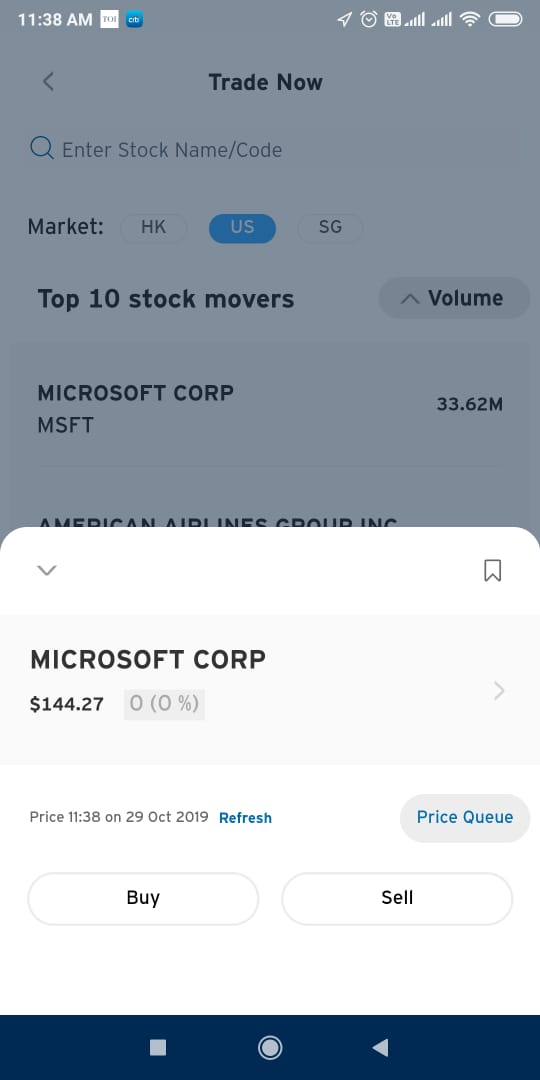 11:38 AM TOI citi Vo LTE
Trade Now
Enter Stock Name/Code
Market: HK US SG
Top 10 stock movers Volume
MICROSOFT CORP
MSFT
33.62M
AMERICAN AIRLINES GROUP INC
MICROSOFT CORP
$144.27 0 (0 %)
Price 11:38 on 29 Oct 2019 Refresh
Price Queue
Buy Sell